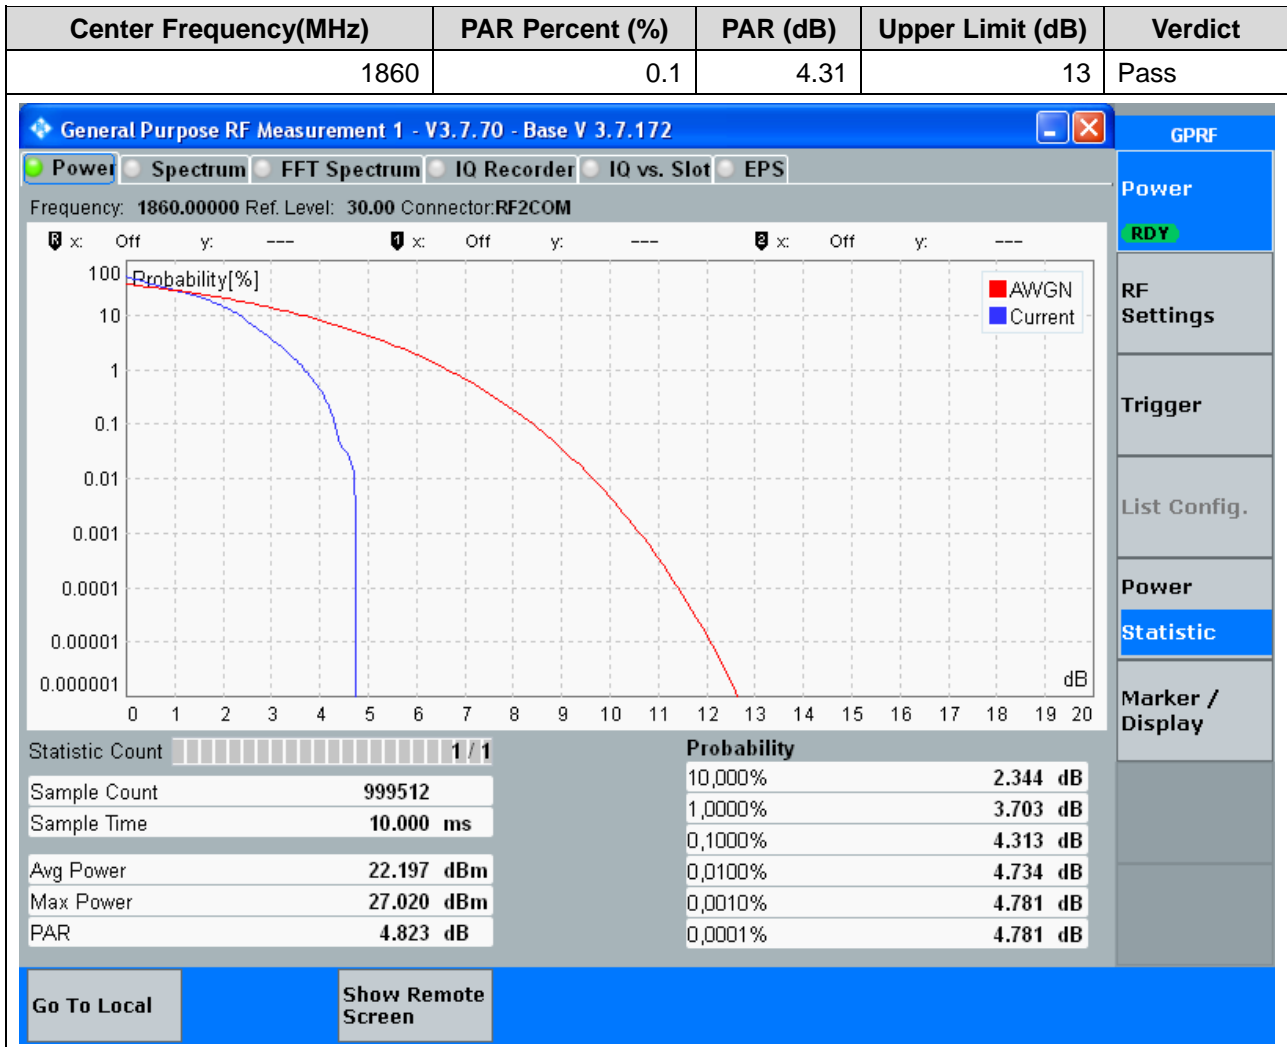 Center Frequency(MHz) PAR Percent (%) PAR (dB) Upper Limit (dB) Verdict
1860 0.1 4.31 13 Pass
General Purpose RF Measurement 1 - V3.7.70 - Base V 3.7.172
GPRF
Power Spectrum FFT Spectrum IQ Recorder IQ vs. Slot EPS
Power
RDY
Frequency: 1860.00000 Ref. Level: 30.00 Connector:RF2COM
R x: Off y: --- 1 x: Off y: --- 2 x: Off y: ---
Probability[%]
100
10
1
0.1
0.01
0.001
0.0001
0.00001
0.000001
AWGN
Current
dB
0 1 2 3 4 5 6 7 8 9 10 11 12 13 14 15 16 17 18 19 20
RF
Settings
Trigger
List Config.
Power
Statistic
Marker /
Display
Statistic Count 1 / 1
Sample Count 999512
Sample Time 10.000 ms
Avg Power 22.197 dBm
Max Power 27.020 dBm
PAR 4.823 dB
Probability
10,000% 2.344 dB
1,0000% 3.703 dB
0,1000% 4.313 dB
0,0100% 4.734 dB
0,0010% 4.781 dB
0,0001% 4.781 dB
Go To Local
Show Remote
Screen